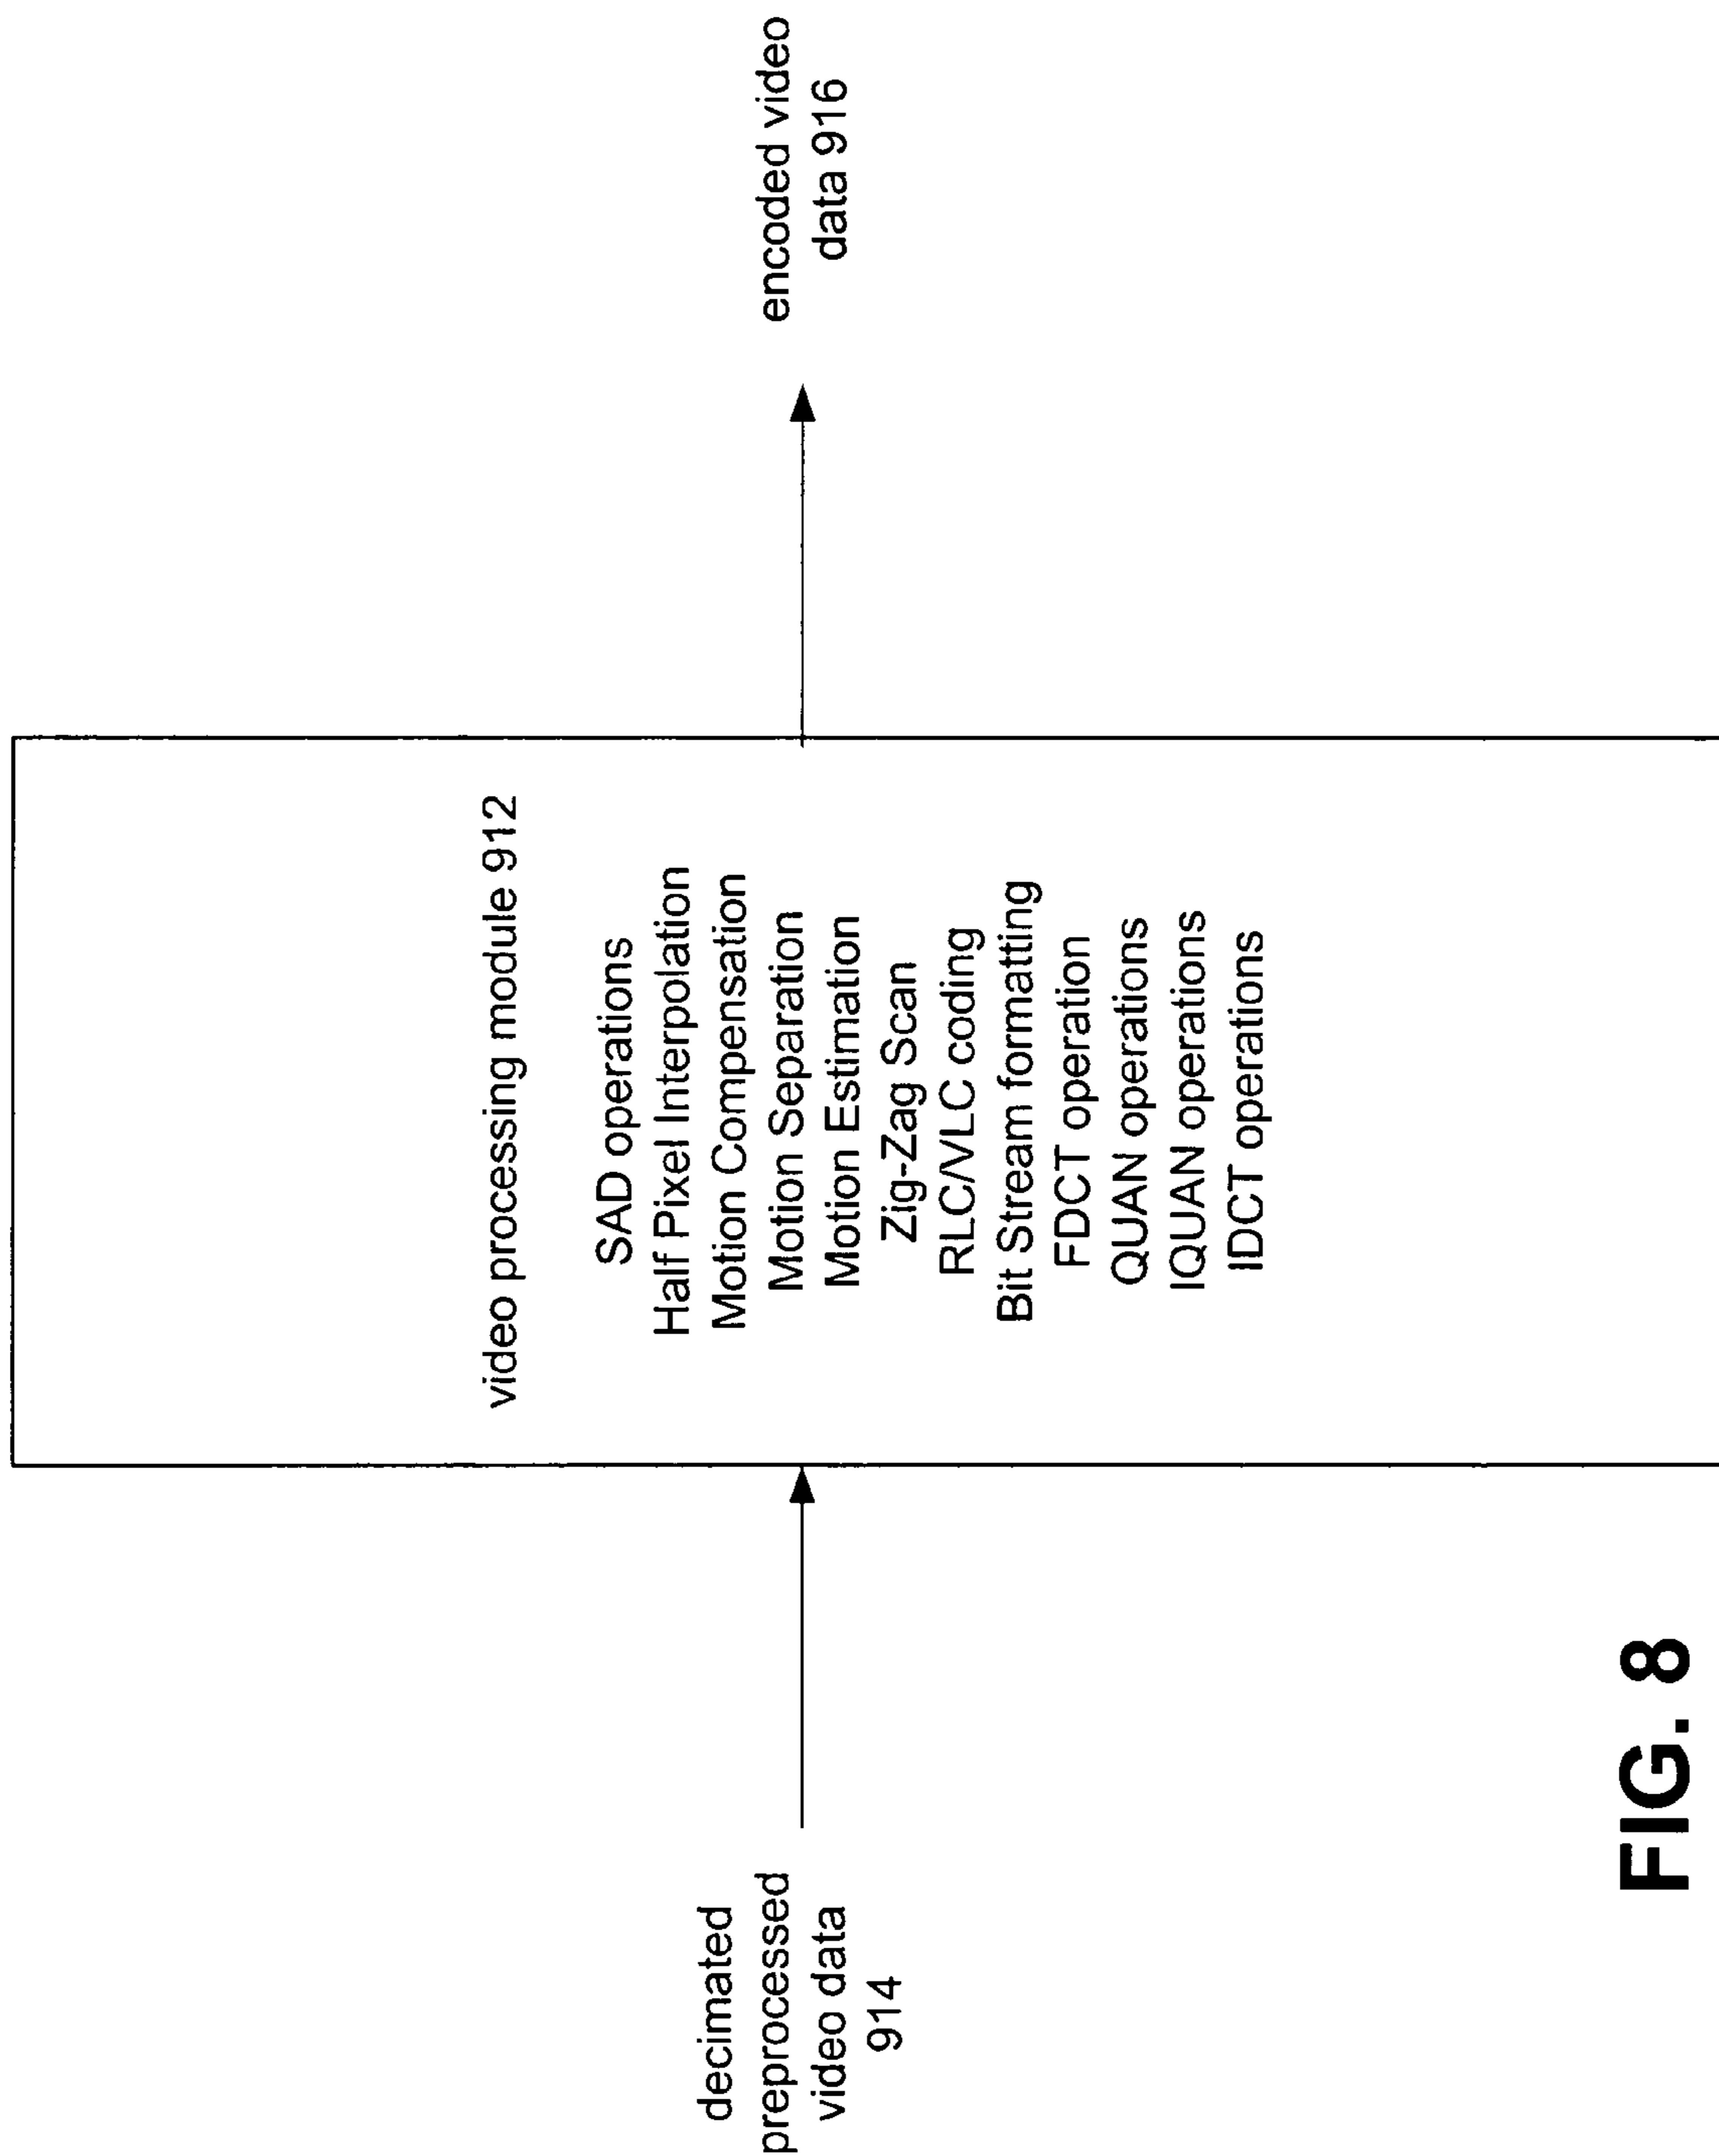 decimated
preprocessed
video data
914
video processing module 912
SAD operations
Half Pixel Interpolation
Motion Compensation
Motion Separation
Motion Estimation
Zig-Zag Scan
RLC/VLC coding
Bit Stream formatting
FDCT operation
QUAN operations
IQUAN operations
IDCT operations
encoded video
data 916
FIG. 8